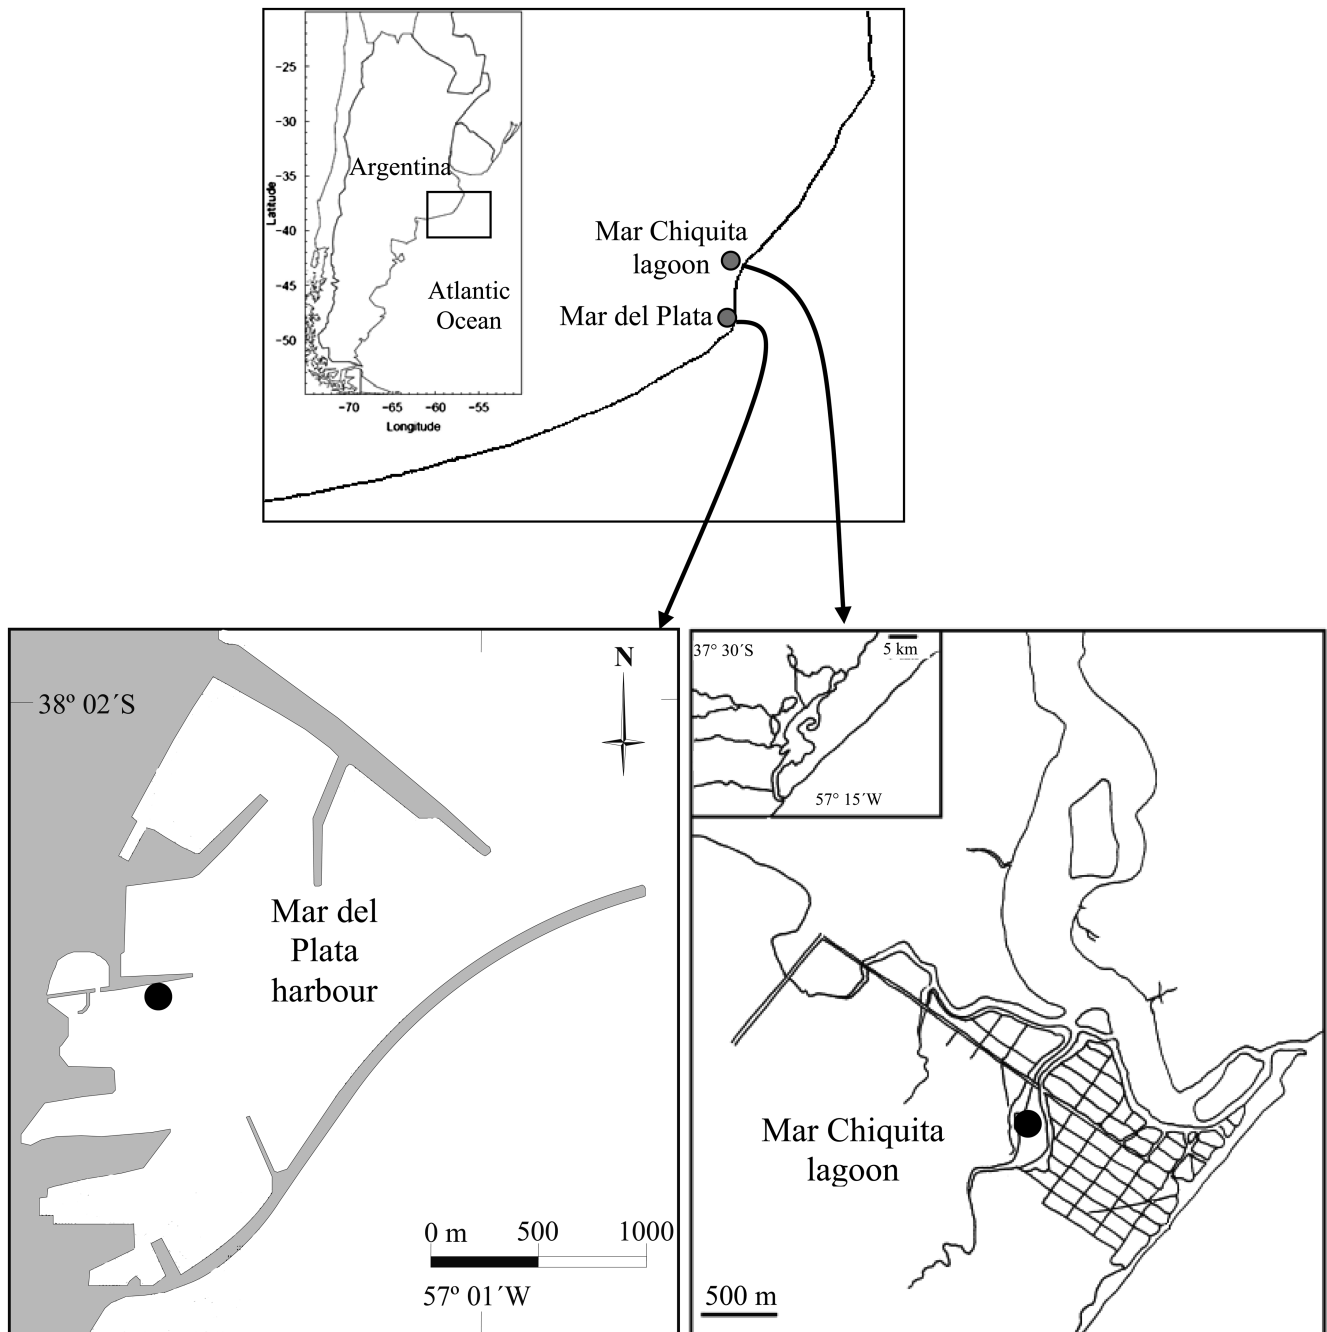 −25
−30
−35
−40
−45
−50
Latitude
−70
−65
−60
−55
Longitude
Argentina
Atlantic
Ocean
Mar Chiquita
lagoon
Mar del Plata
38º 02´S
N
Mar del
Plata
harbour
0 m
500
1000
57º 01´W
37° 30´S
5 km
57° 15´W
Mar Chiquita
lagoon
500 m